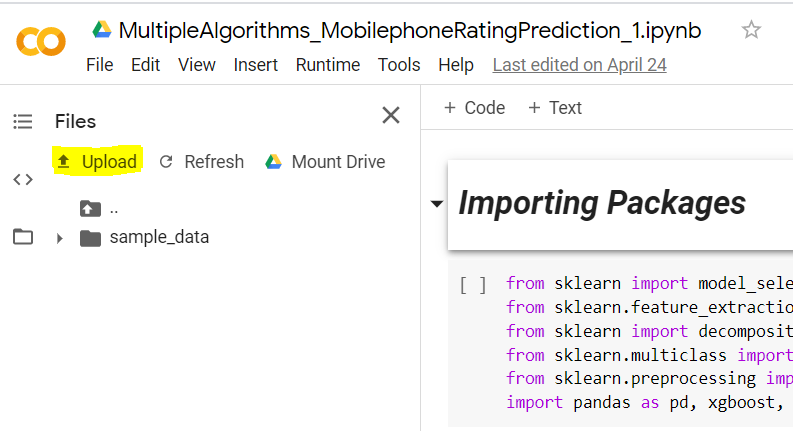 MultipleAlgorithms_MobilephoneRatingPrediction_1.ipynb
File Edit View Insert Runtime Tools Help Last edited on April 24
Files
+ Code + Text
Upload Refresh Mount Drive
..
sample_data
Importing Packages
[ ] from sklearn import model_sele
from sklearn.feature_extractio
from sklearn import decomposit
from sklearn.multiclass import
from sklearn.preprocessing imp
import pandas as pd, xgboost,